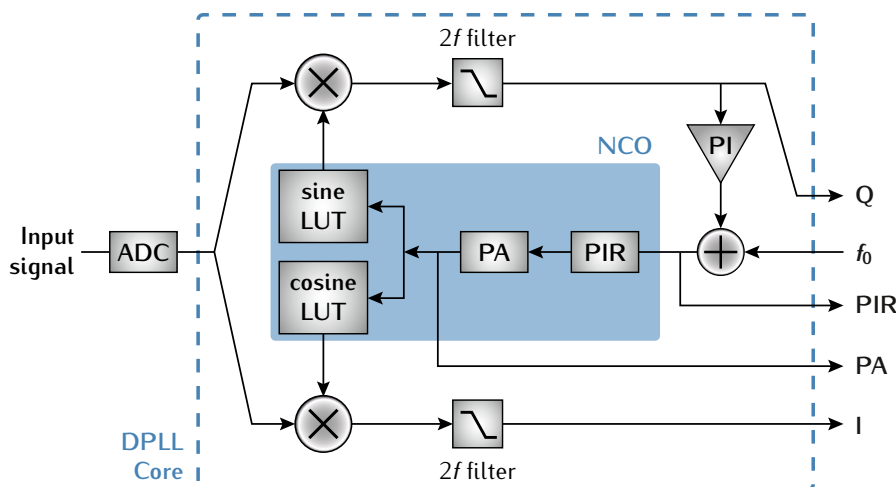 2f filter
NCO
PI
sine
LUT
Q
Input
signal
ADC
PA
PIR
f0
cosine
LUT
PIR
PA
DPLL
Core
2f filter
I